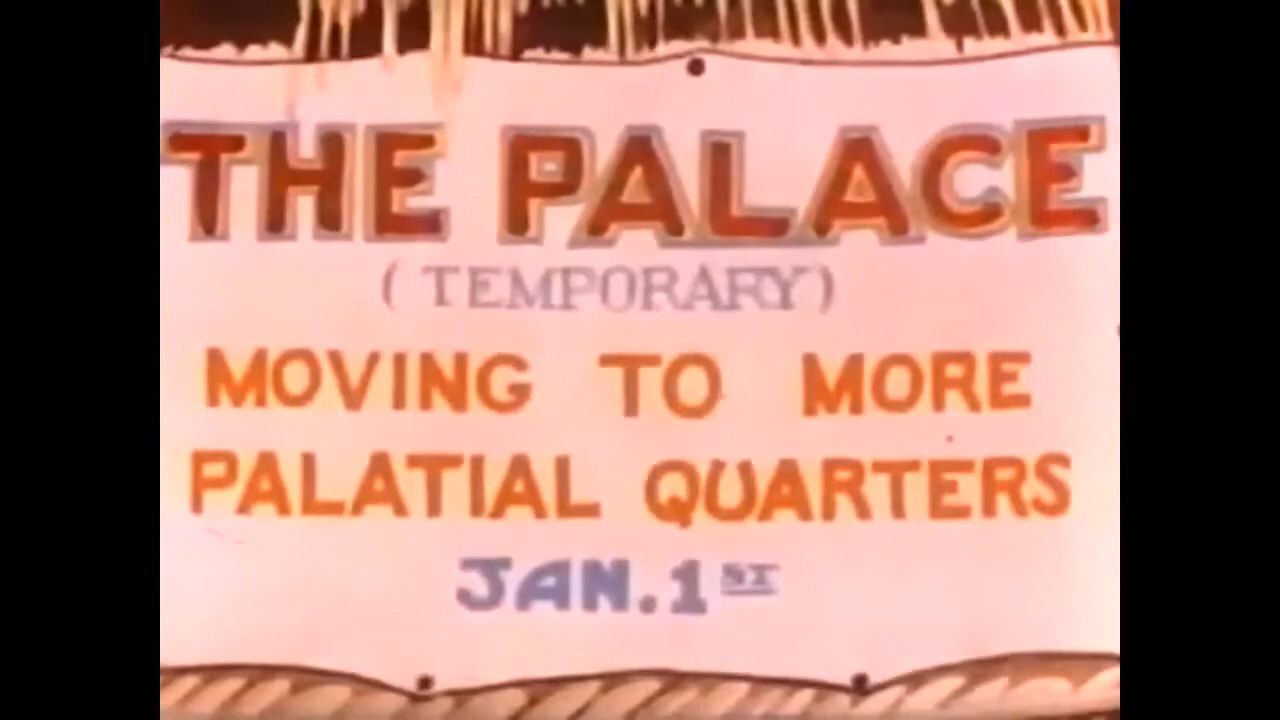 THE PALACE
(TEMPORARY)
MOVING TO MORE
PALATIAL QUARTERS
JAN. 1ST